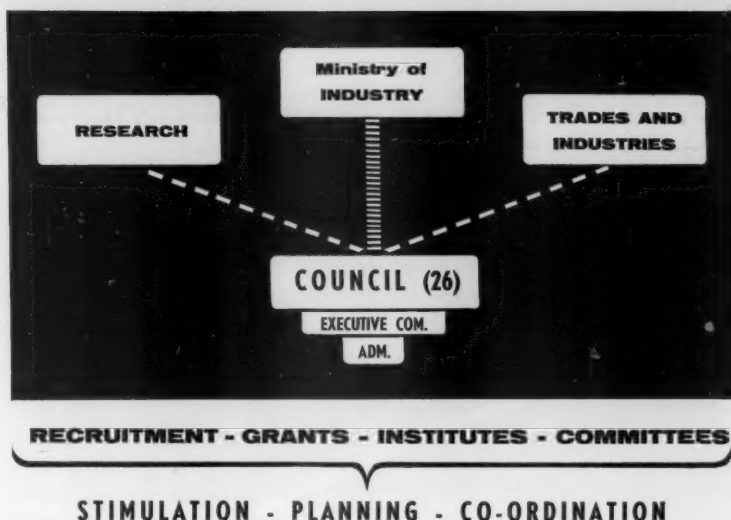 Ministry of
INDUSTRY
RESEARCH
TRADES AND
INDUSTRIES
COUNCIL (26)
EXECUTIVE COM.
ADM.
RECRUITMENT - GRANTS - INSTITUTES - COMMITTEES
STIMULATION - PLANNING - CO-ORDINATION